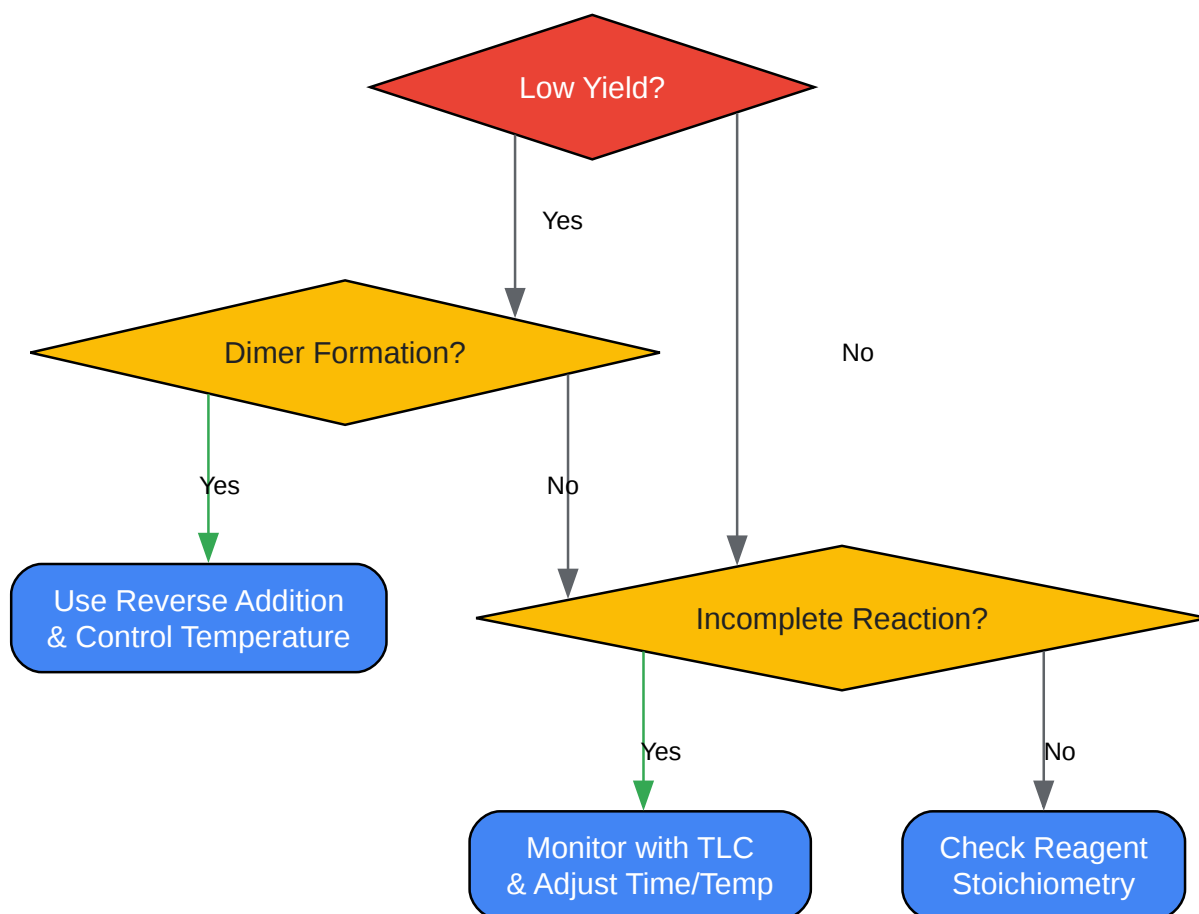 Low Yield?
Yes
Dimer Formation?
No
Yes
No
Use Reverse Addition
& Control Temperature
Incomplete Reaction?
Yes
No
Monitor with TLC
& Adjust Time/Temp
Check Reagent
Stoichiometry